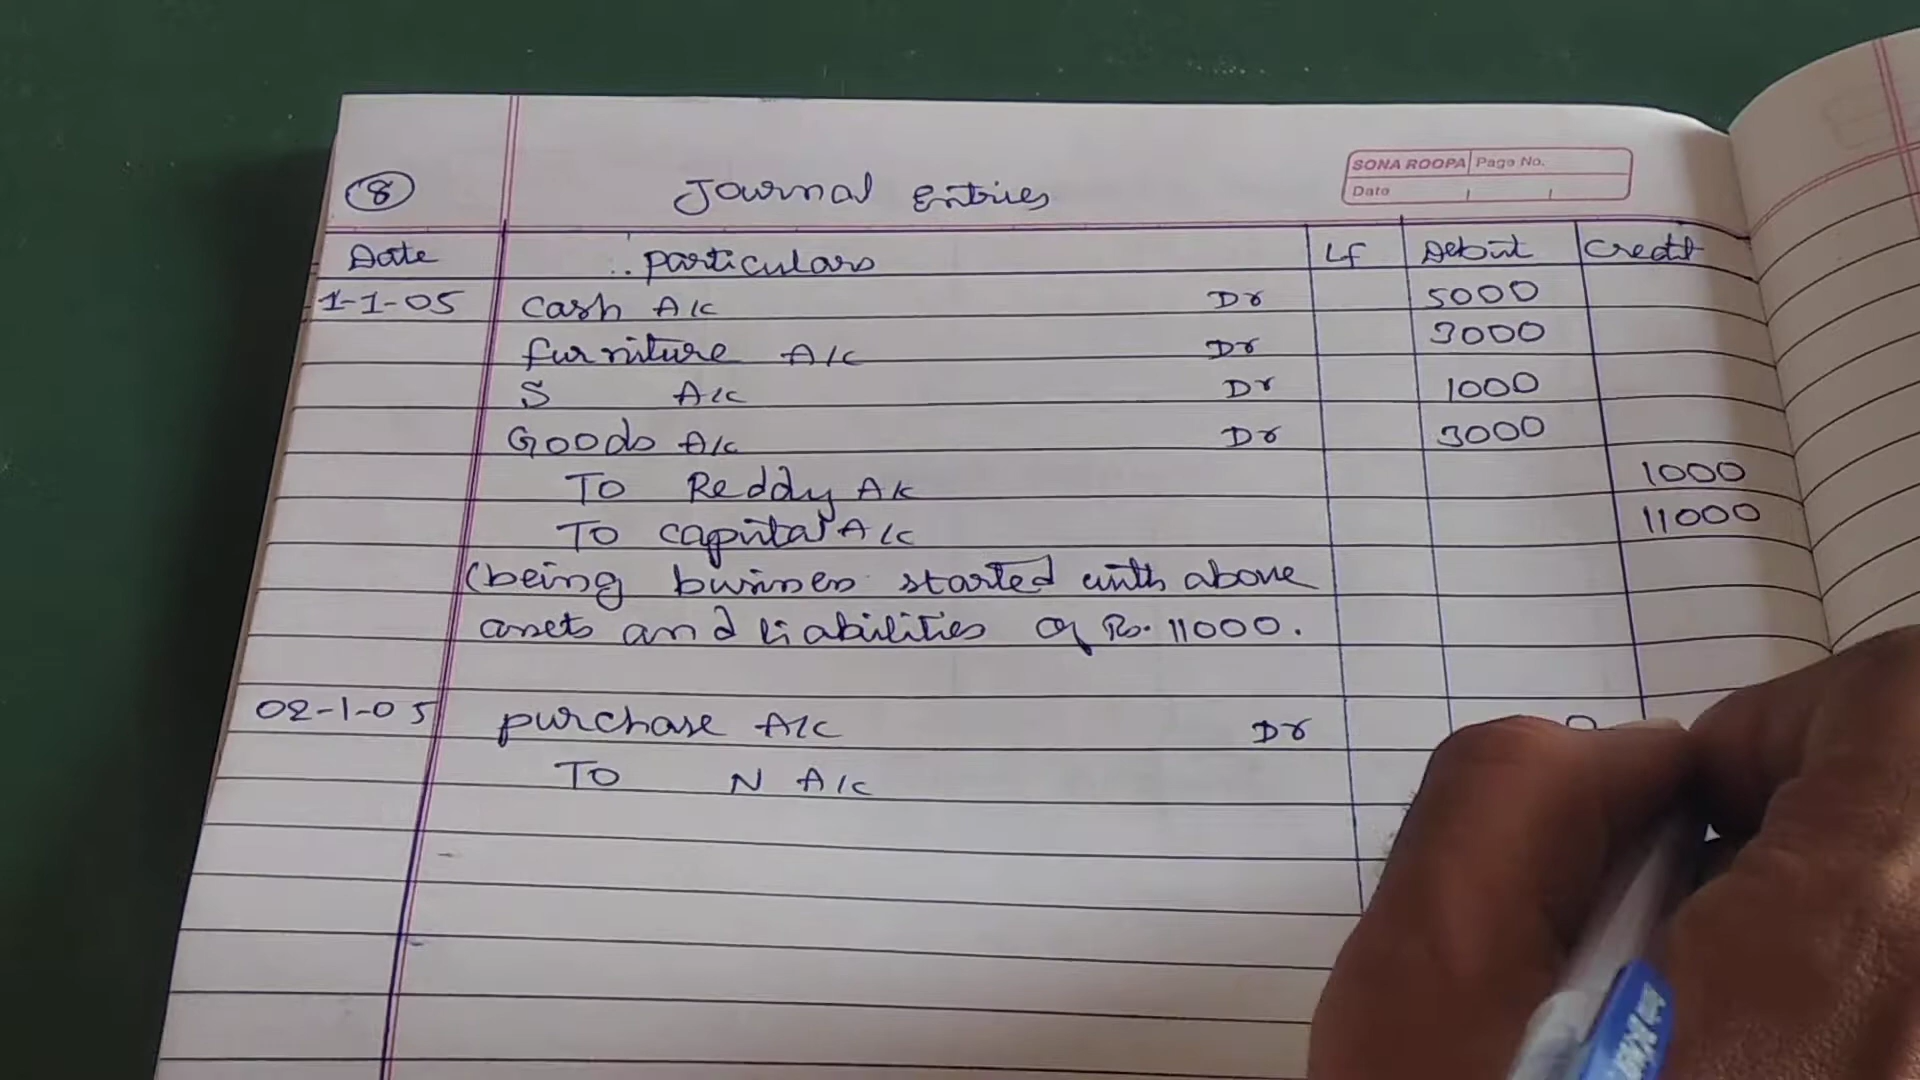 SONA ROOPA Page No.
Date
8 Journal Entries
Date particulars LF Debit Credit
1-1-05 Cash A/c Dr 5000
furniture A/c Dr 3000
S A/c Dr 1000
Goods A/c Dr 3000
To Reddy A/c 1000
To capital A/c 11000
(being business started with above
assets and liabilities of Rs. 11000.
02-1-05 purchase A/c Dr
To N A/c